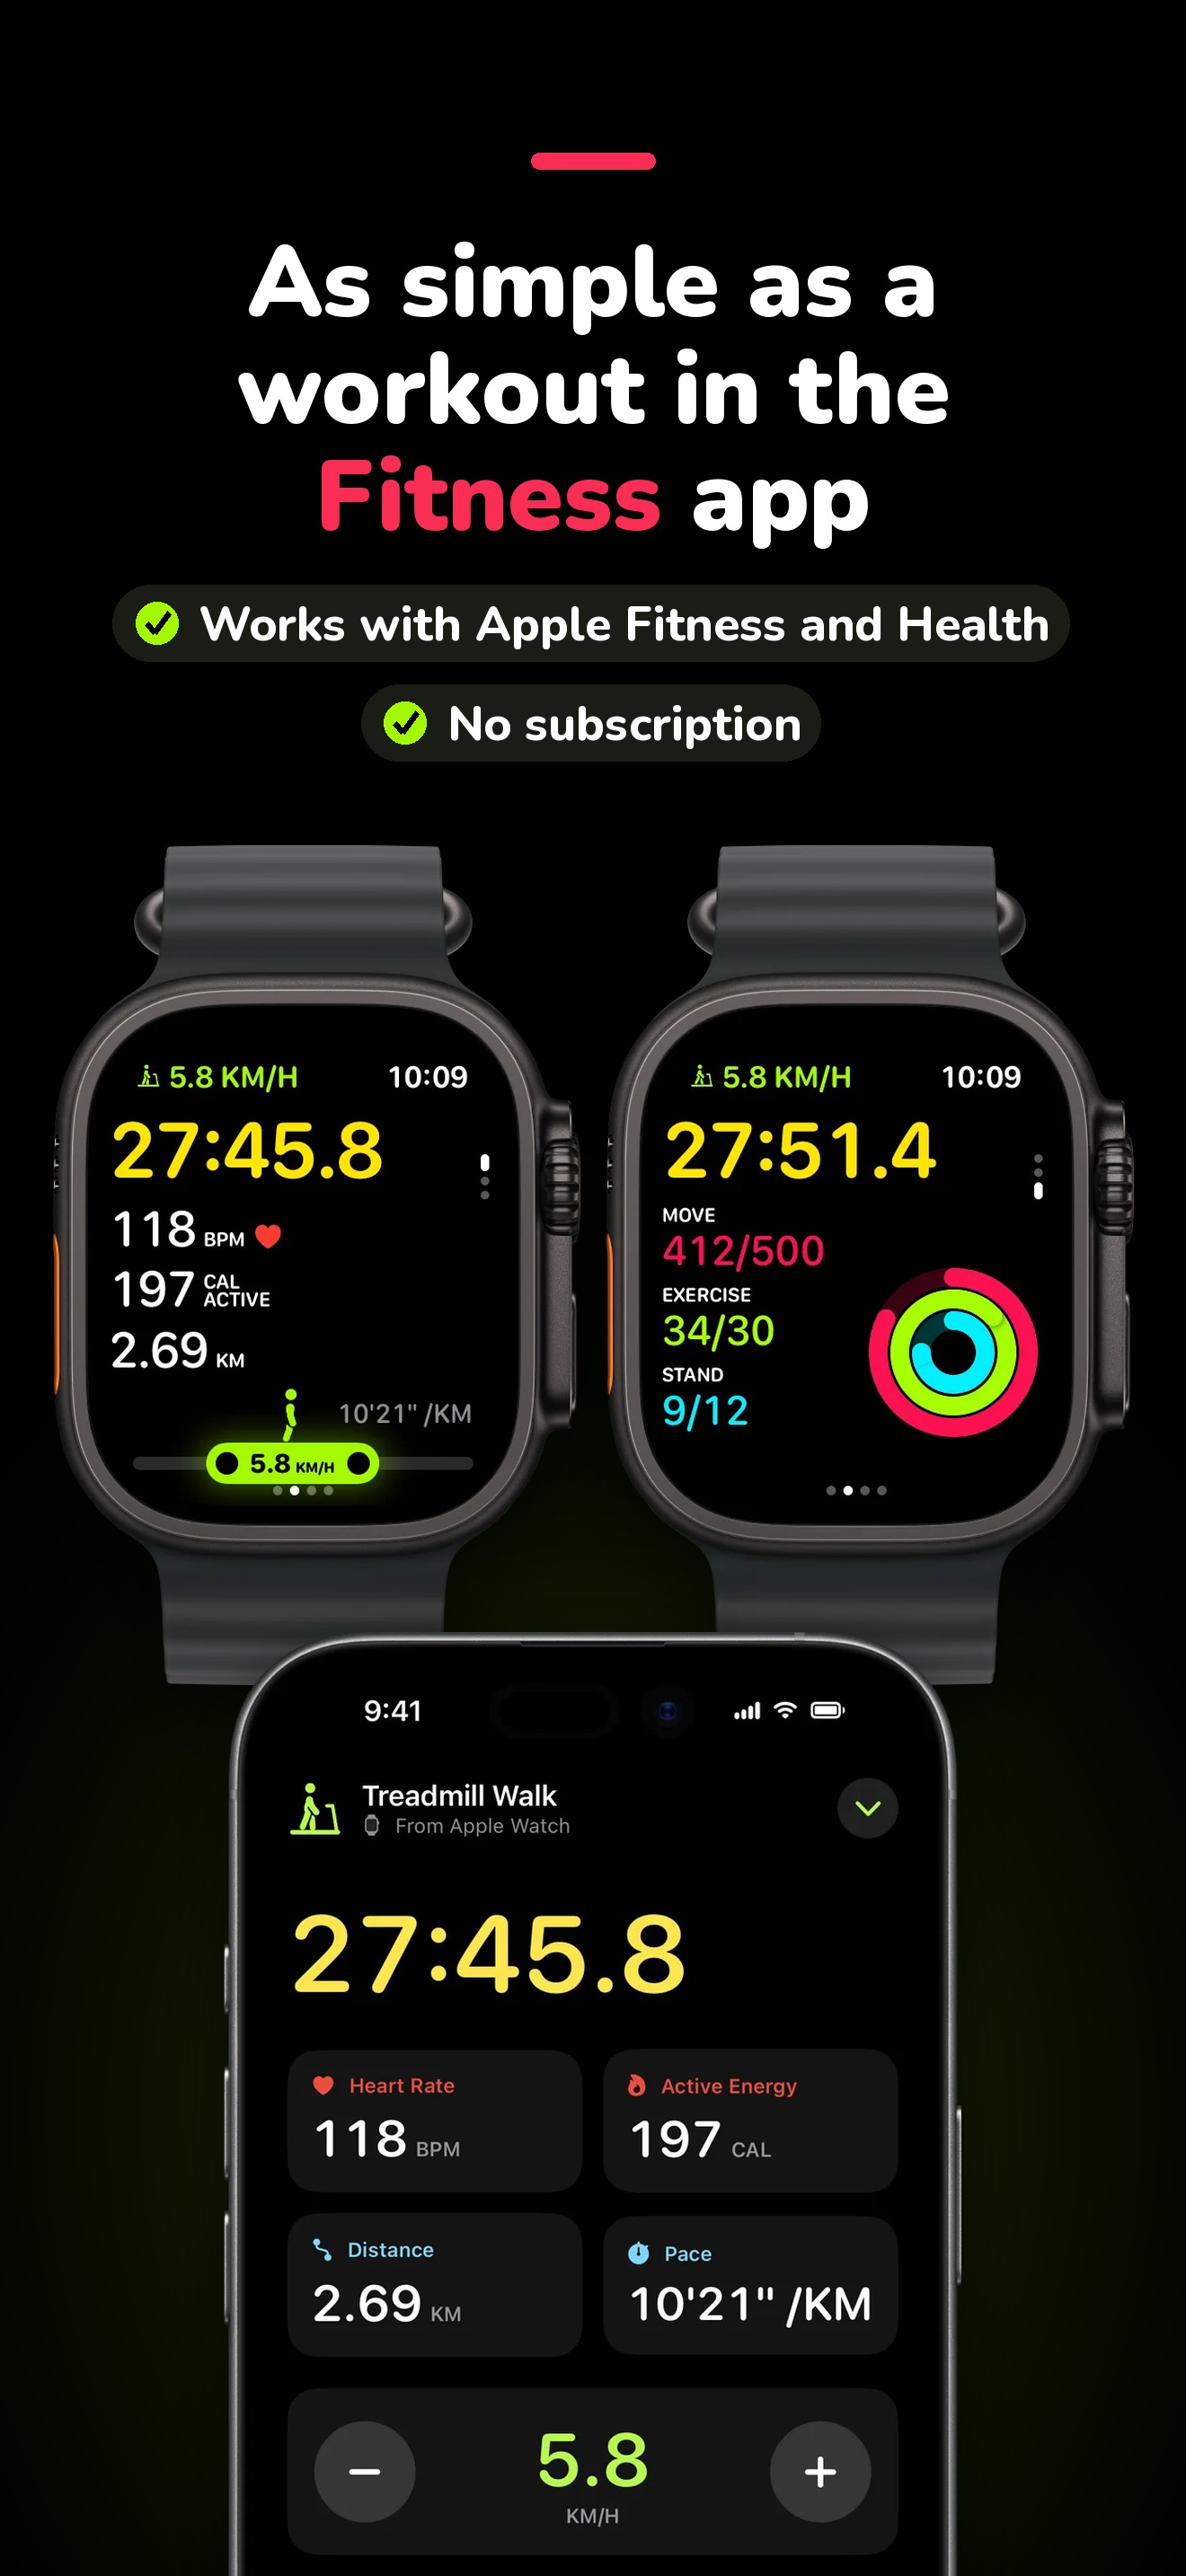 As simple as a
workout in the
Fitness app
Works with Apple Fitness and Health
No subscription
5.8 KM/H 10:09
27:45.8
118 BPM
197 CAL ACTIVE
2.69 KM
10'21" /KM
5.8 KM/H
5.8 KM/H 10:09
27:51.4
MOVE
412/500
EXERCISE
34/30
STAND
9/12
9:41
Treadmill Walk
From Apple Watch
27:45.8
Heart Rate
118 BPM
Active Energy
197 CAL
Distance
2.69 KM
Pace
10'21" /KM
5.8
KM/H